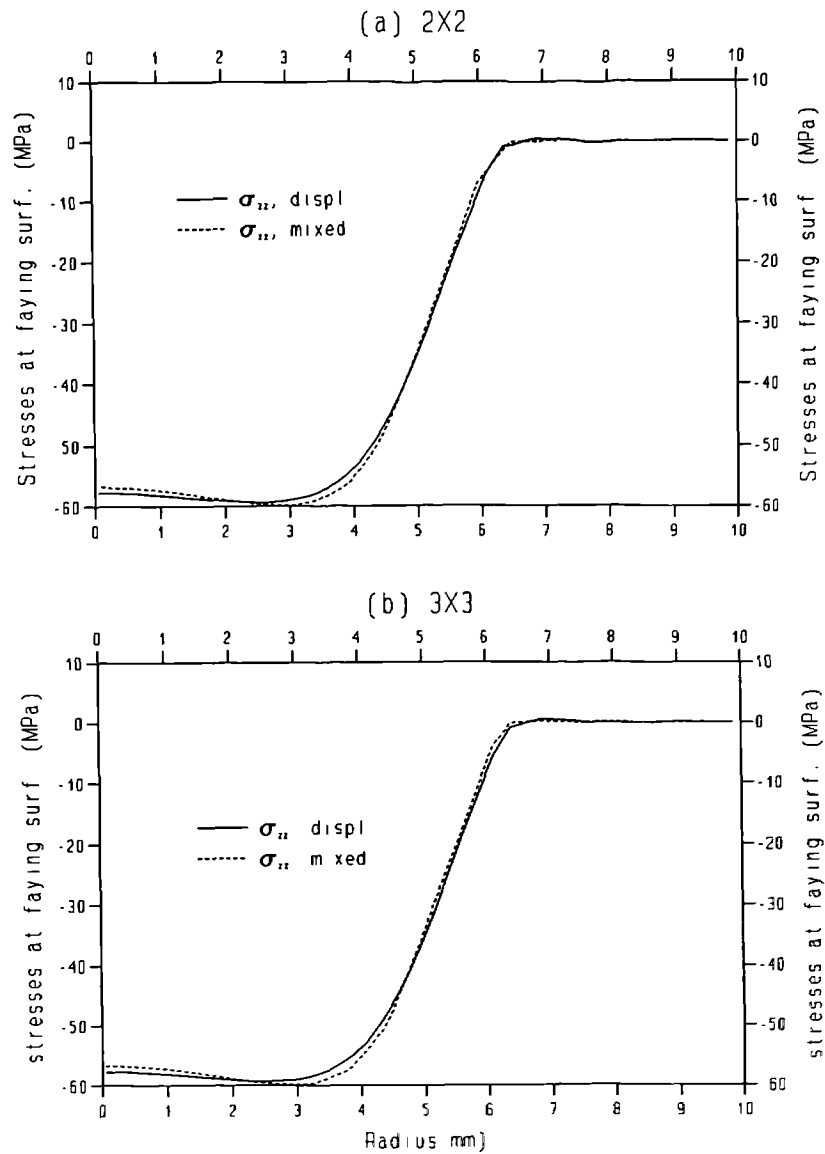 (a) 2X2
0 1 2 3 4 5 6 7 8 9 10
10 10
0 0
-10 -10
-20 -20
-30 -30
-40 -40
50 -50
-60 -60
Stresses at faying surf. (MPa)
σzz, displ
σzz, mixed
Stresses at faying surf (MPa)
0 1 2 3 4 5 6 7 8 9 10
(b) 3X3
0 1 2 3 4 5 6 7 8 9 10
10 10
0 0
-10 -10
-20 -20
-30 -30
-40 -40
-50 -50
60 60
stresses at faying surf (MPa)
σzz displ
σzz mixed
stresses at faying surf. (MPa)
0 1 2 3 4 5 6 7 8 9 10
Radius mm)